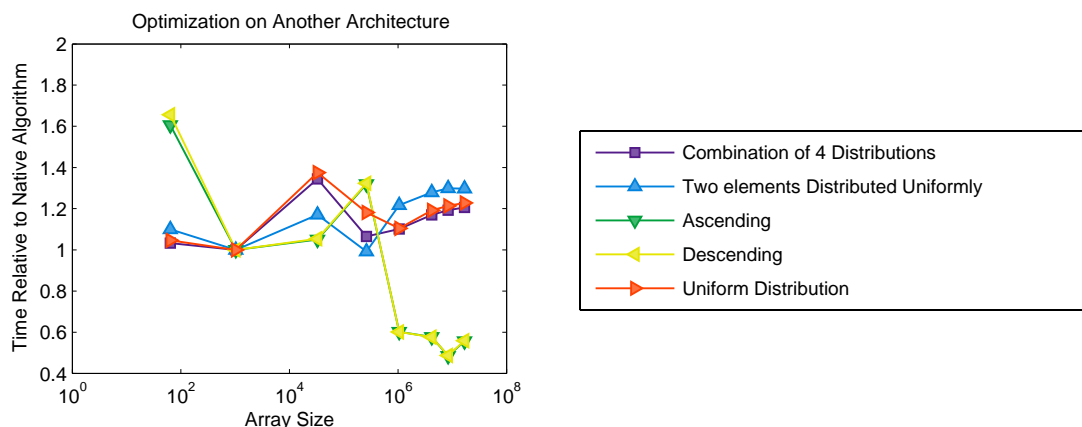 Optimization on Another Architecture
Time Relative to Native Algorithm
2
1.8
1.6
1.4
1.2
1
0.8
0.6
0.4
10^0
10^2
10^4
10^6
10^8
Array Size
Combination of 4 Distributions
Two elements Distributed Uniformly
Ascending
Descending
Uniform Distribution